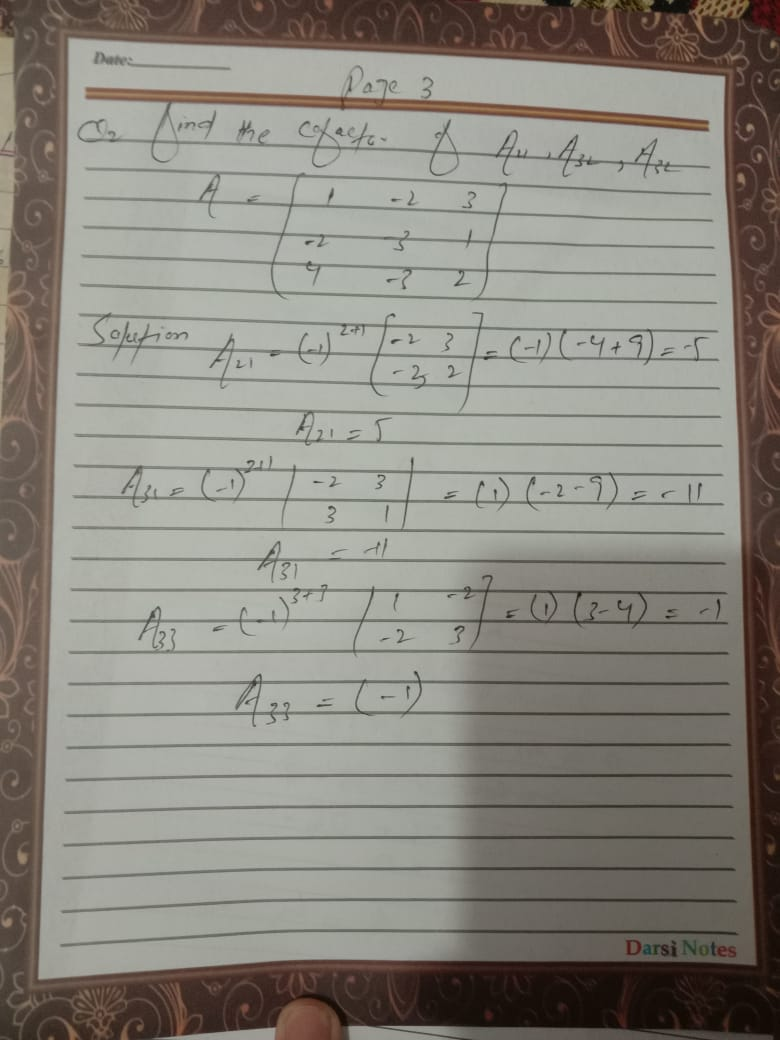 Date:
Page 3
Q2 find the cofactor of A11, A32, A32
A = [ 1 -2 3
-2 -3 1
4 -3 2 ]
Solution A21 = (-1)^2+1 [ -2 3
-3 2 ] = (-1) (-4+9) = -5
A21 = 5
A31 = (-1)^3+1 | -2 3
3 1 | = (1) (-2-9) = -11
A31 = -11
A33 = (-1)^3+3 [ 1 -2
-2 3 ] = (1) (3-4) = -1
A33 = (-1)
Darsi Notes